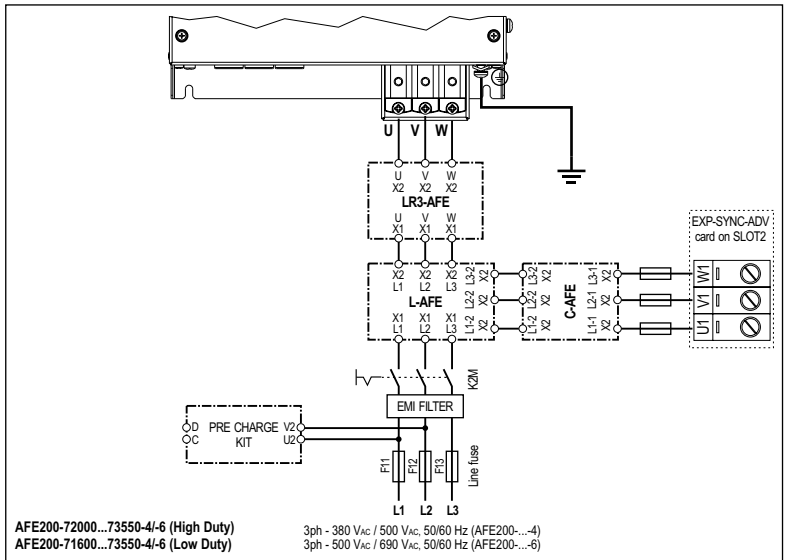 U V W
U V W
X2 X2 X2
LR3-AFE
U V W
X1 X1 X1
EXP-SYNC-ADV
card on SLOT2
X2 X2 X2
L1 L2 L3
L-AFE
X1 X1 X1
L1 L2 L3
L3-2 X2
L2-2 X2
L1-2 X2
L3-2 X2
L2-2 X2
L1-2 X2
C-AFE
L3-1 X2
L2-1 X2
L1-1 X2
W1
V1
U1
K2M
EMI FILTER
D PRE CHARGE V2
C KIT U2
F11 F12 F13 Line fuse
L1 L2 L3
AFE200-72000...73550-4/-6 (High Duty)
AFE200-71600...73550-4/-6 (Low Duty)
3ph - 380 VAC / 500 VAC, 50/60 Hz (AFE200-...-4)
3ph - 500 VAC / 690 VAC, 50/60 Hz (AFE200-...-6)